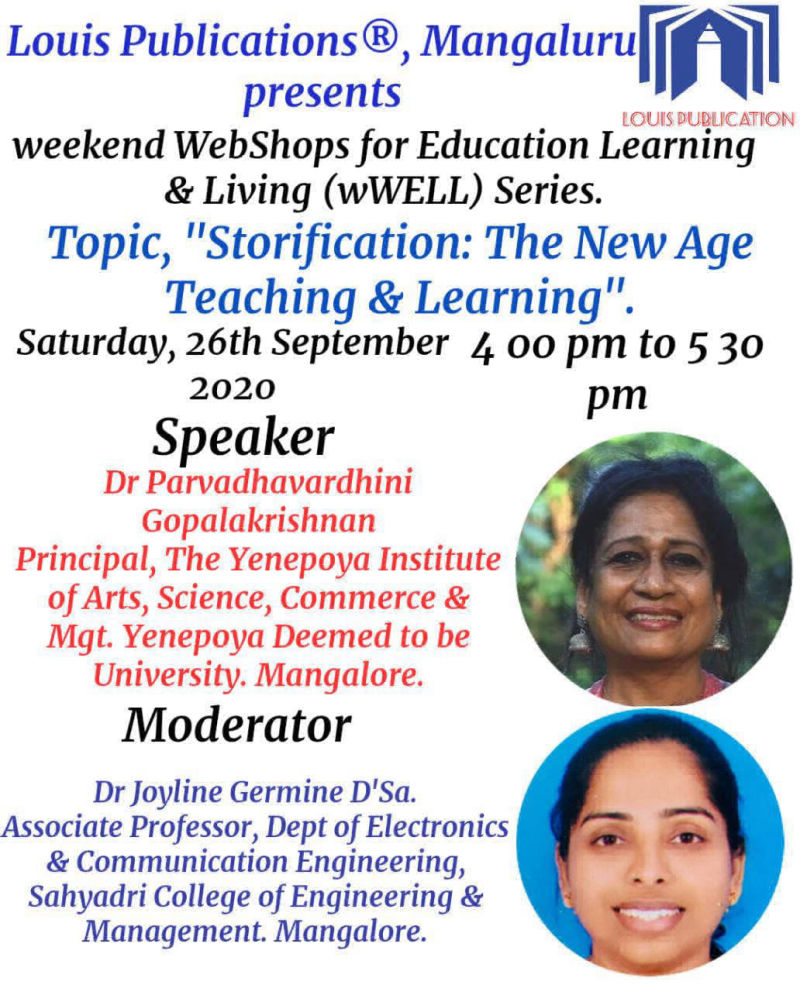 Louis Publications®, Mangaluru
presents
LOUIS PUBLICATION
weekend WebShops for Education Learning
& Living (wWELL) Series.
Topic, "Storification: The New Age
Teaching & Learning".
Saturday, 26th September
2020
4 00 pm to 5 30
pm
Speaker
Dr Parvadhavardhini
Gopalakrishnan
Principal, The Yenepoya Institute
of Arts, Science, Commerce &
Mgt. Yenepoya Deemed to be
University. Mangalore.
Moderator
Dr Joyline Germine D'Sa.
Associate Professor, Dept of Electronics
& Communication Engineering,
Sahyadri College of Engineering &
Management. Mangalore.